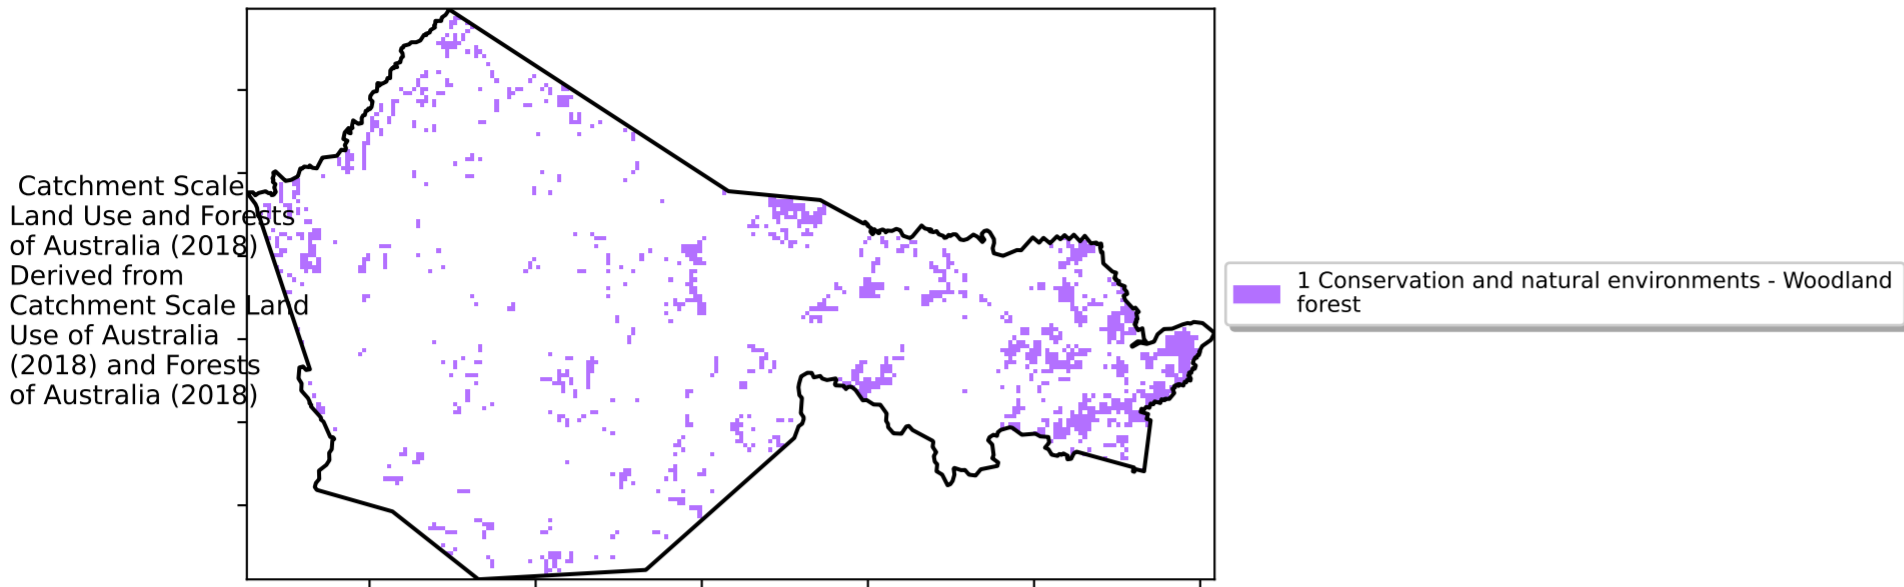 Catchment Scale
Land Use and Forests
of Australia (2018)
Derived from
Catchment Scale Land
Use of Australia
(2018) and Forests
of Australia (2018)
1 Conservation and natural environments - Woodland
forest